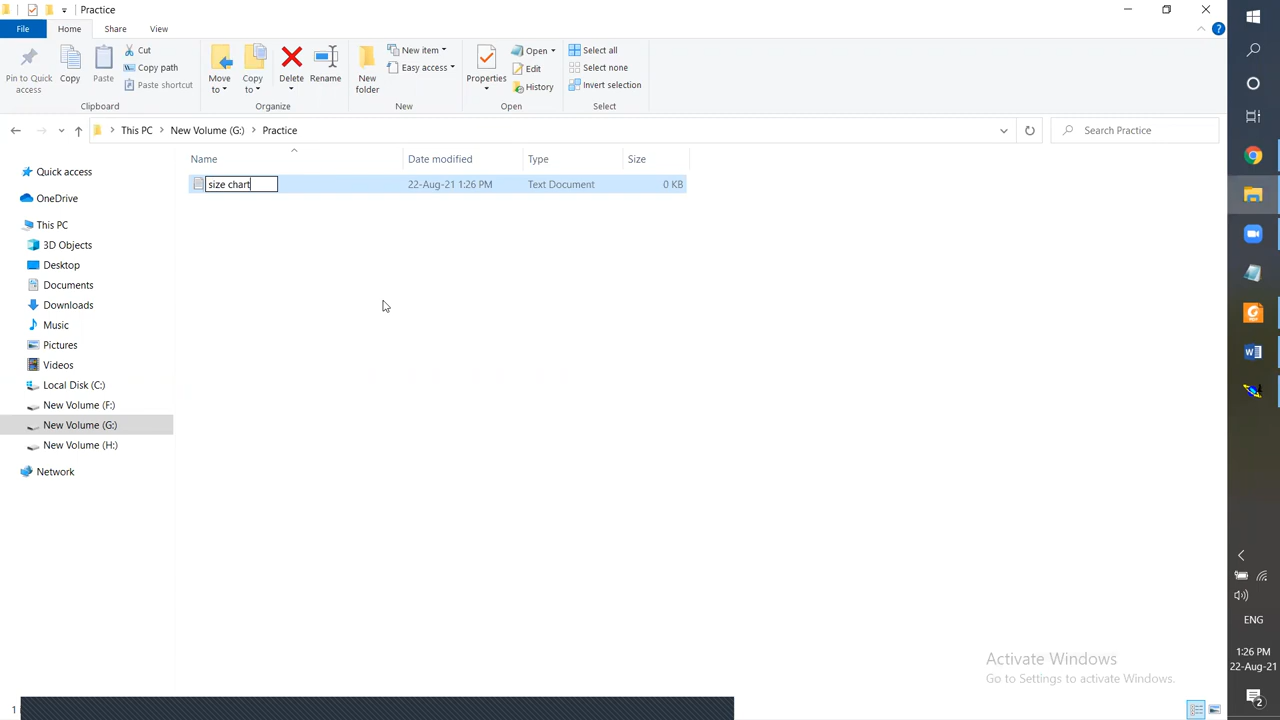 Practice
File Home Share View
Pin to Quick access
Copy
Paste
Cut
Copy path
Paste shortcut
Clipboard
Move to
Copy to
Delete
Rename
Organize
New folder
New item
Easy access
New
Properties
Open
Edit
History
Open
Select all
Select none
Invert selection
Select
This PC New Volume (G:) Practice
Search Practice
Name Date modified Type Size
size chart 22-Aug-21 1:26 PM Text Document 0 KB
Quick access
OneDrive
This PC
3D Objects
Desktop
Documents
Downloads
Music
Pictures
Videos
Local Disk (C:)
New Volume (F:)
New Volume (G:)
New Volume (H:)
Network
Activate Windows
Go to Settings to activate Windows.
ENG
1:26 PM
22-Aug-21
2
1